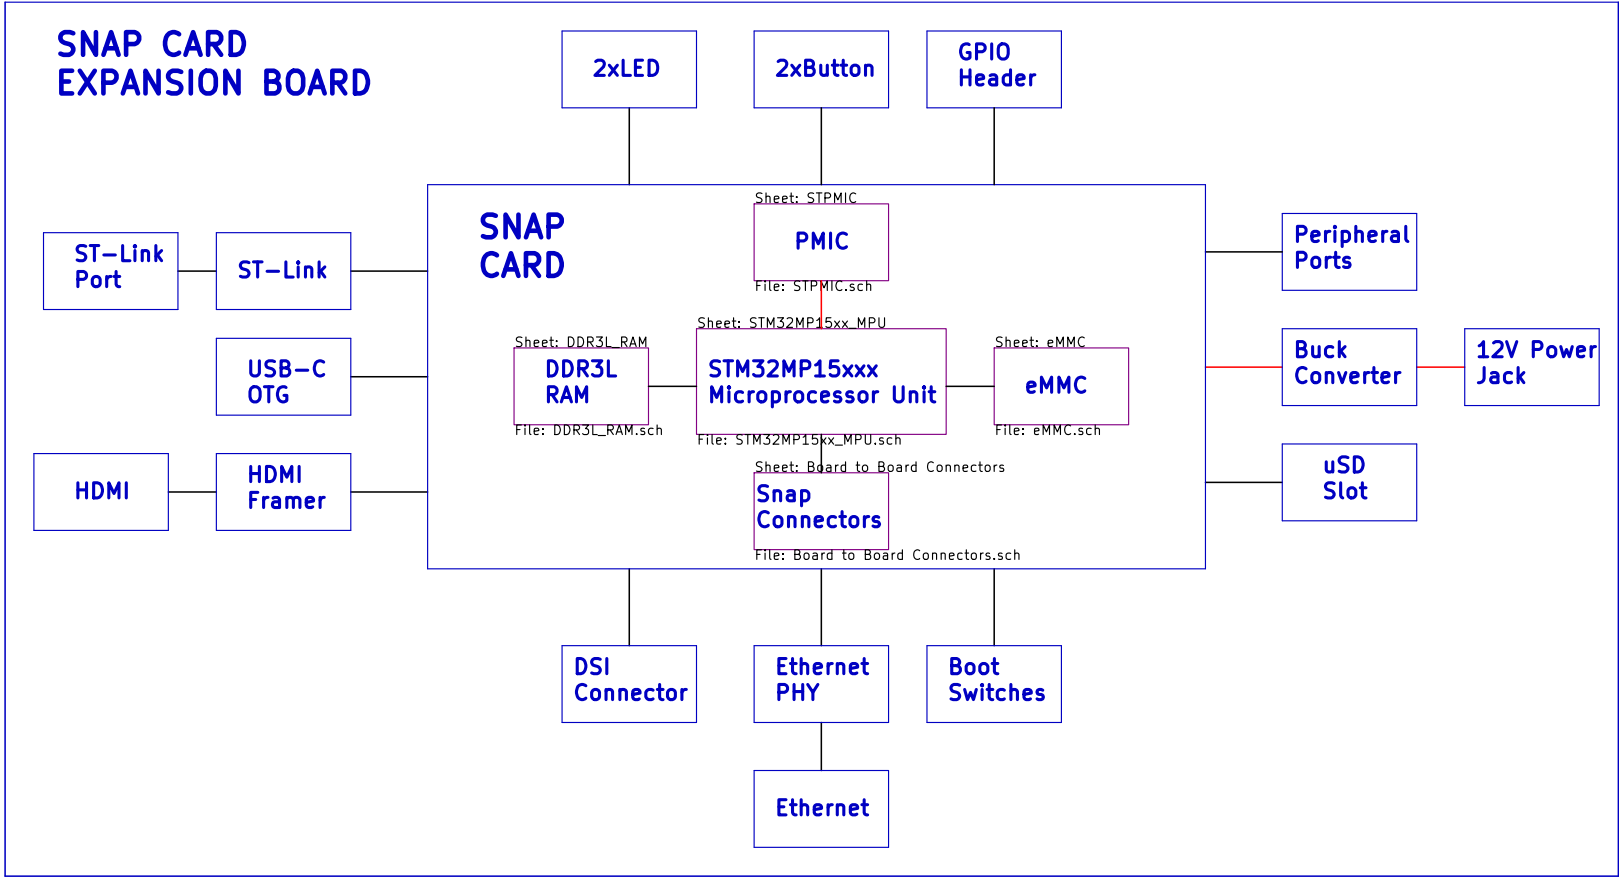 SNAP CARD
EXPANSION BOARD
2xLED
2xButton
GPIO
Header
SNAP
CARD
Sheet: STPMIC
PMIC
File: STPMIC.sch
ST-Link
Port
ST-Link
Peripheral
Ports
Sheet: STM32MP15xx_MPU
STM32MP15xxx
Microprocessor Unit
File: STM32MP15xx_MPU.sch
Sheet: DDR3L_RAM
DDR3L
RAM
File: DDR3L_RAM.sch
Sheet: eMMC
eMMC
File: eMMC.sch
USB-C
OTG
Buck
Converter
12V Power
Jack
HDMI
HDMI
Framer
Sheet: Board to Board Connectors
Snap
Connectors
File: Board to Board Connectors.sch
uSD
Slot
DSI
Connector
Ethernet
PHY
Boot
Switches
Ethernet